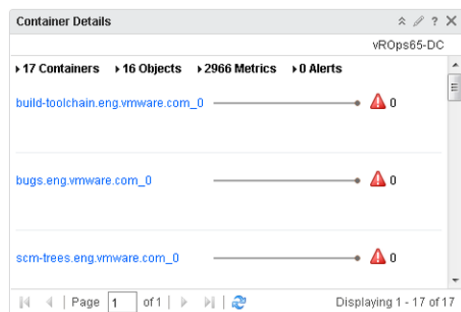 Container Details
vROps65-DC
17 Containers 16 Objects 2966 Metrics 0 Alerts
build-toolchain.eng.vmware.com_0 0
bugs.eng.vmware.com_0 0
scm-trees.eng.vmware.com_0 0
Page 1 of 1 Displaying 1 - 17 of 17